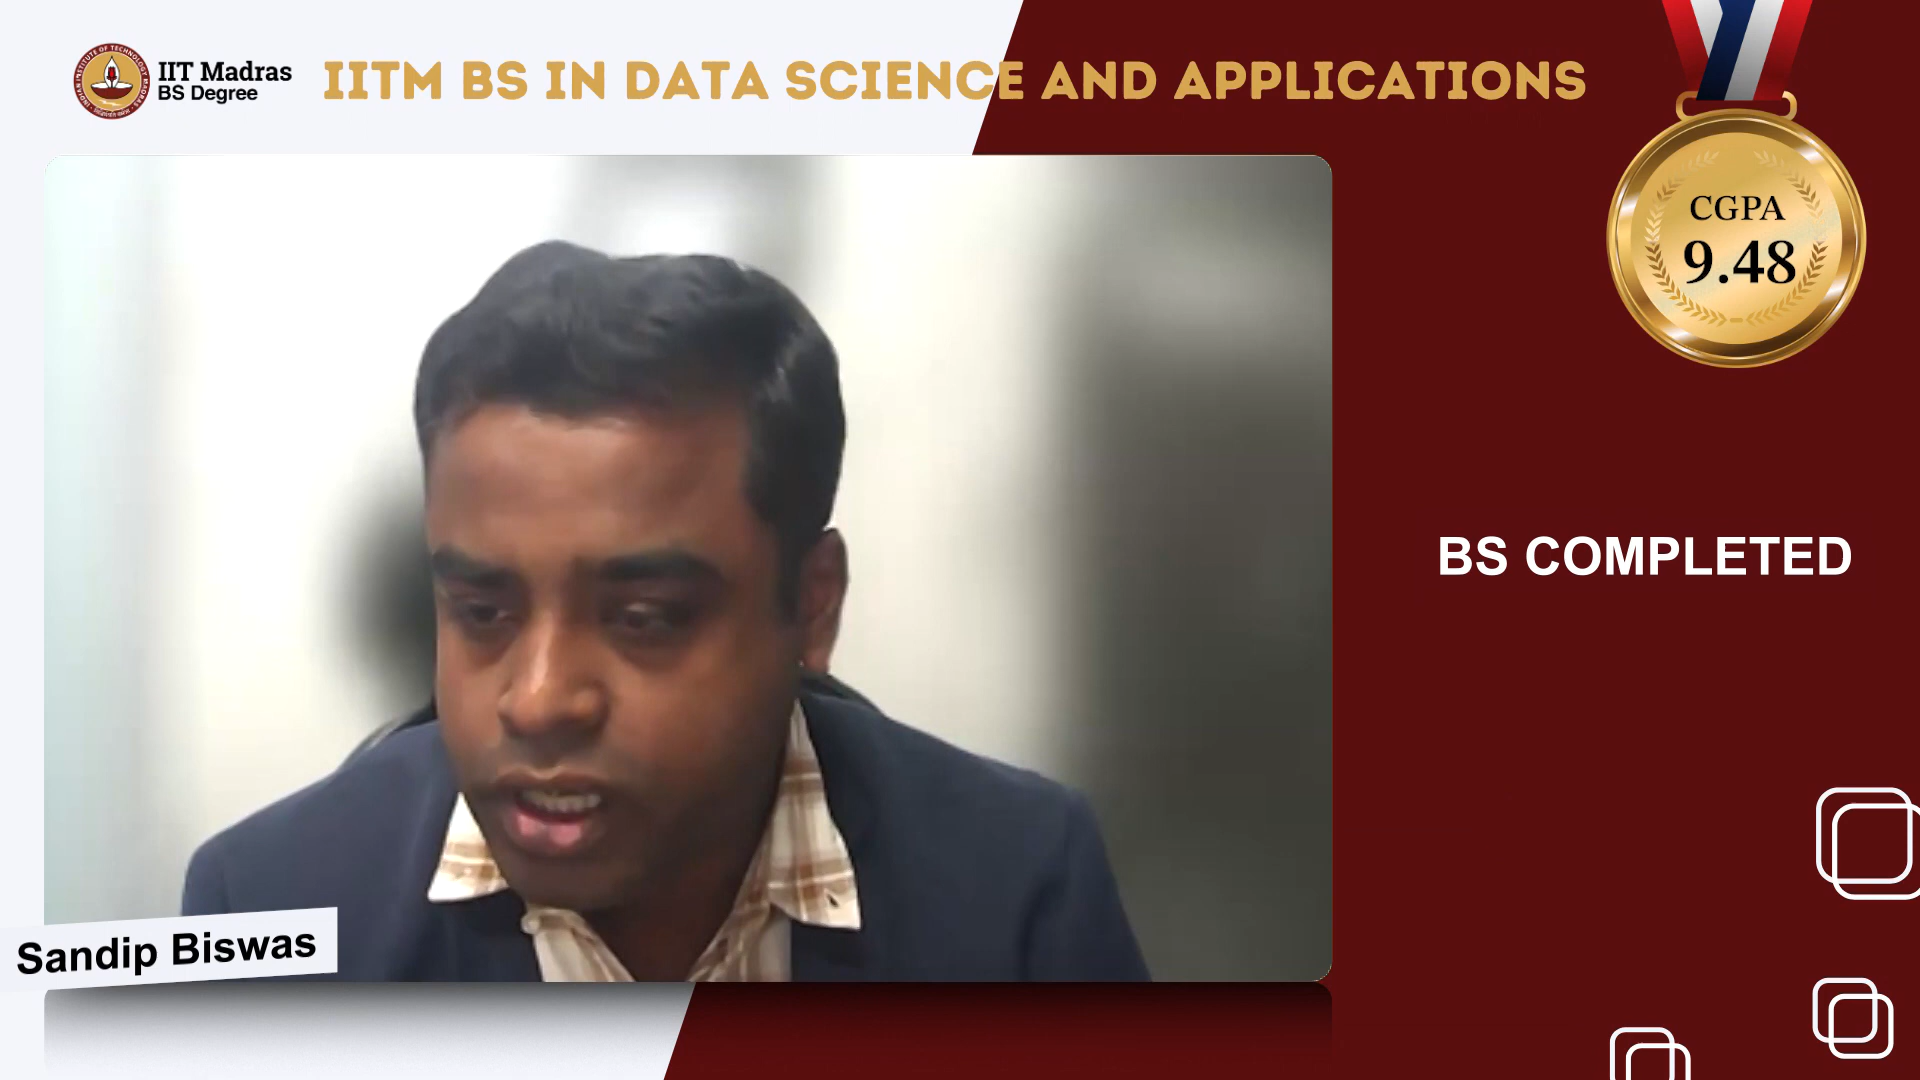 IIT Madras
BS Degree
IITM BS IN DATA SCIENCE AND APPLICATIONS
CGPA
9.48
BS COMPLETED
Sandip Biswas